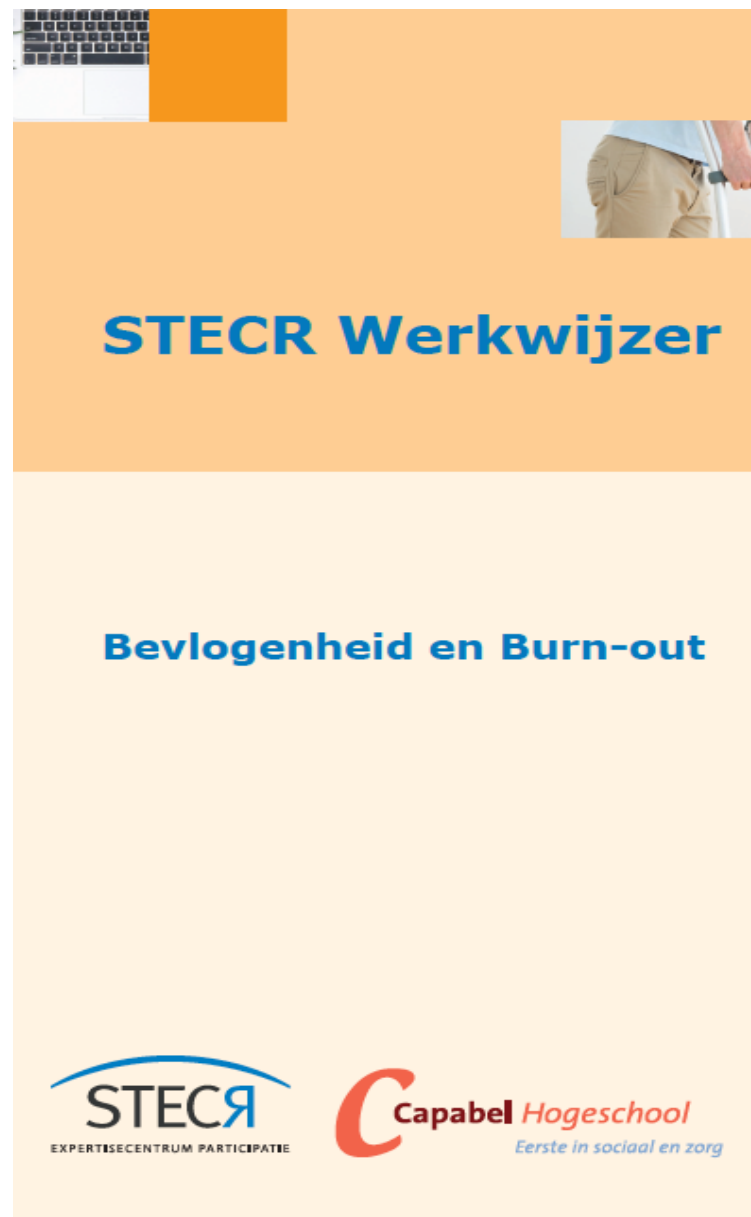 STECR Werkwijzer
Bevlogenheid en Burn-out
STECR
EXPERTISECENTRUM PARTICIPATIE
Capabel Hogeschool
Eerste in sociaal en zorg